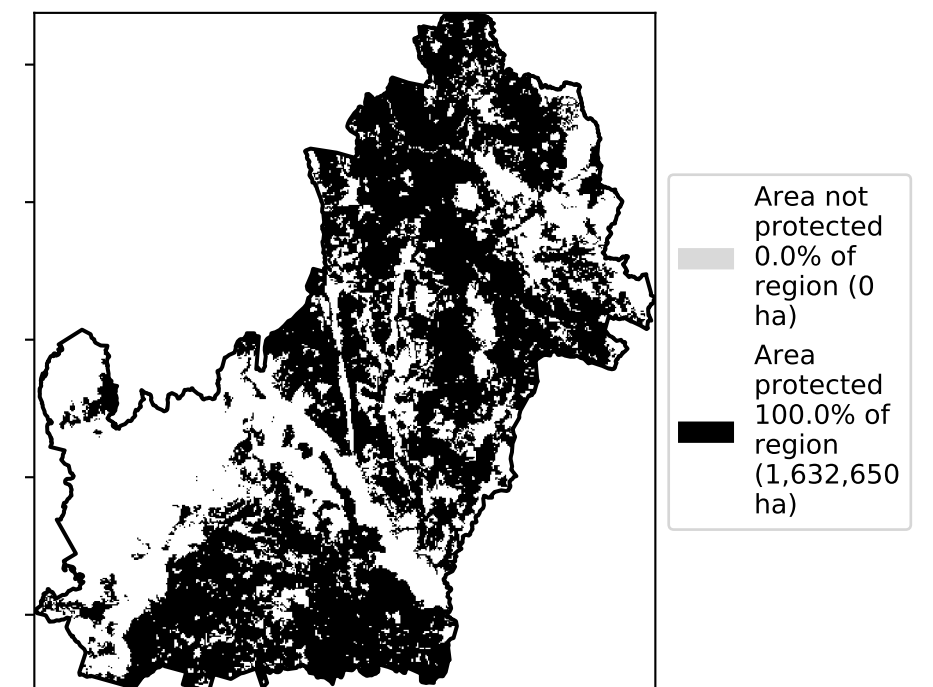 Area not
protected
0.0% of
region (0
ha)
Area
protected
100.0% of
region
(1,632,650
ha)